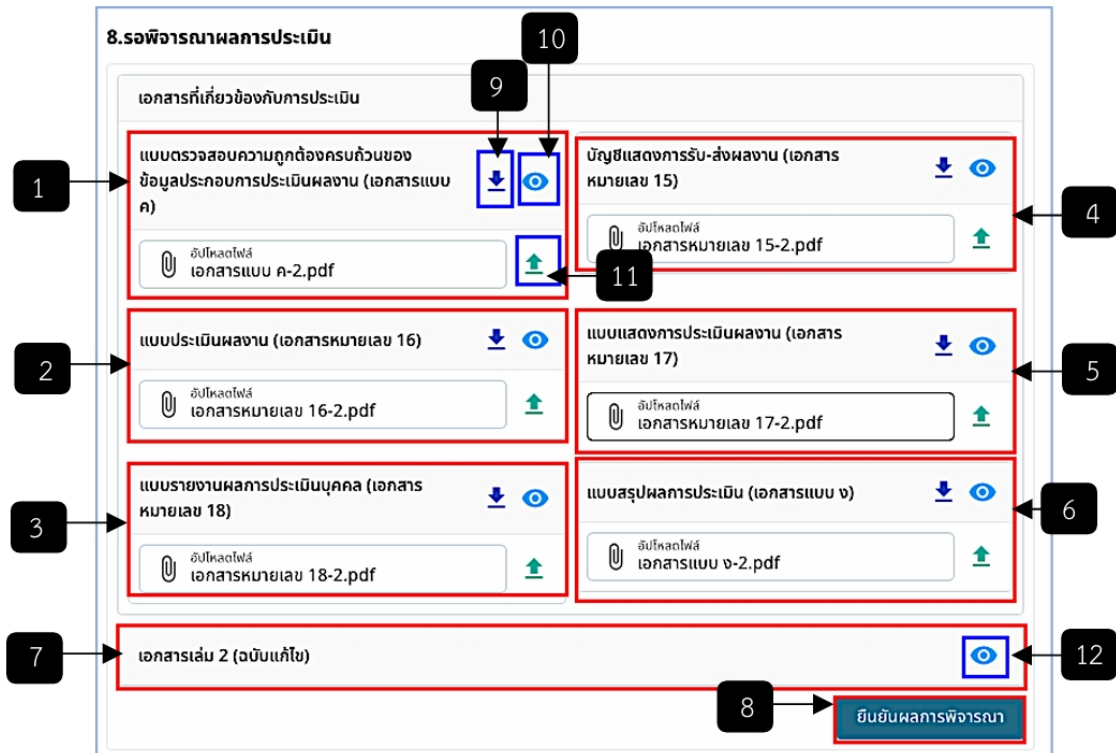 8.รอพิจารณาผลการประเมิน
10
9
เอกสารที่เกี่ยวข้องกับการประเมิน
1
แบบตรวจสอบความถูกต้องครบถ้วนของ
ข้อมูลประกอบการประเมินผลงาน (เอกสารแบบ
ค)
อัปโหลดไฟล์
เอกสารแบบ ค-2.pdf
11
บัญชีแสดงการรับ-ส่งผลงาน (เอกสาร
หมายเลข 15)
4
อัปโหลดไฟล์
เอกสารหมายเลข 15-2.pdf
2
แบบประเมินผลงาน (เอกสารหมายเลข 16)
อัปโหลดไฟล์
เอกสารหมายเลข 16-2.pdf
แบบแสดงการประเมินผลงาน (เอกสาร
หมายเลข 17)
5
อัปโหลดไฟล์
เอกสารหมายเลข 17-2.pdf
3
แบบรายงานผลการประเมินบุคคล (เอกสาร
หมายเลข 18)
อัปโหลดไฟล์
เอกสารหมายเลข 18-2.pdf
แบบสรุปผลการประเมิน (เอกสารแบบ ง)
6
อัปโหลดไฟล์
เอกสารแบบ ง-2.pdf
7
เอกสารเล่ม 2 (ฉบับแก้ไข)
12
8
ยืนยันผลการพิจารณา